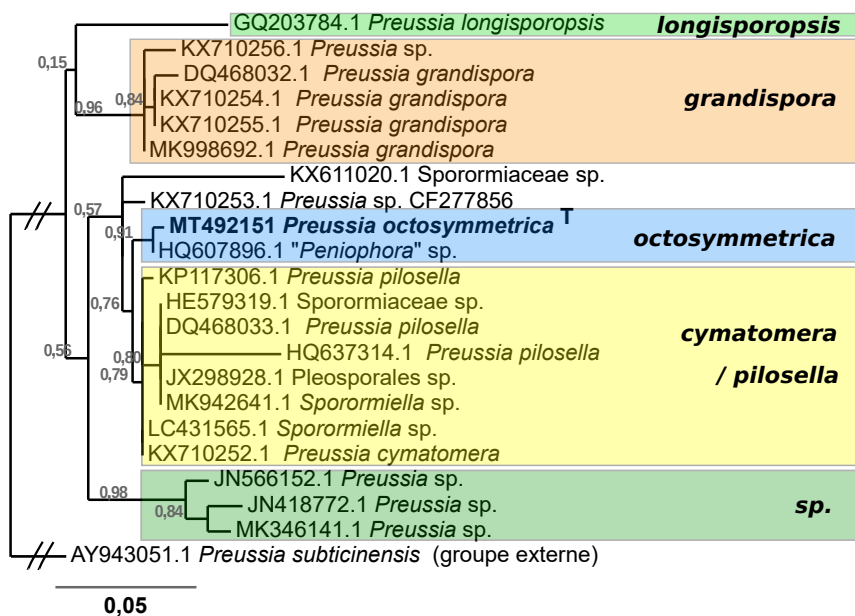 GQ203784.1 Preussia longisporopsis longisporopsis
KX710256.1 Preussia sp.
0,15
DQ468032.1 Preussia grandispora
0,84 KX710254.1 Preussia grandispora grandispora
0,96
KX710255.1 Preussia grandispora
MK998692.1 Preussia grandispora
KX611020.1 Sporormiaceae sp.
KX710253.1 Preussia sp. CF277856
0,57
MT492151 Preussia octosymmetrica T
0,91 octosymmetrica
HQ607896.1 "Peniophora" sp.
KP117306.1 Preussia pilosella
0,76 HE579319.1 Sporormiaceae sp.
DQ468033.1 Preussia pilosella cymatomera
0,56 0,80 HQ637314.1 Preussia pilosella
0,79 JX298928.1 Pleosporales sp. / pilosella
MK942641.1 Sporormiella sp.
LC431565.1 Sporormiella sp.
KX710252.1 Preussia cymatomera
JN566152.1 Preussia sp.
0,98
JN418772.1 Preussia sp. sp.
0,84
MK346141.1 Preussia sp.
AY943051.1 Preussia subticinensis (groupe externe)
0,05